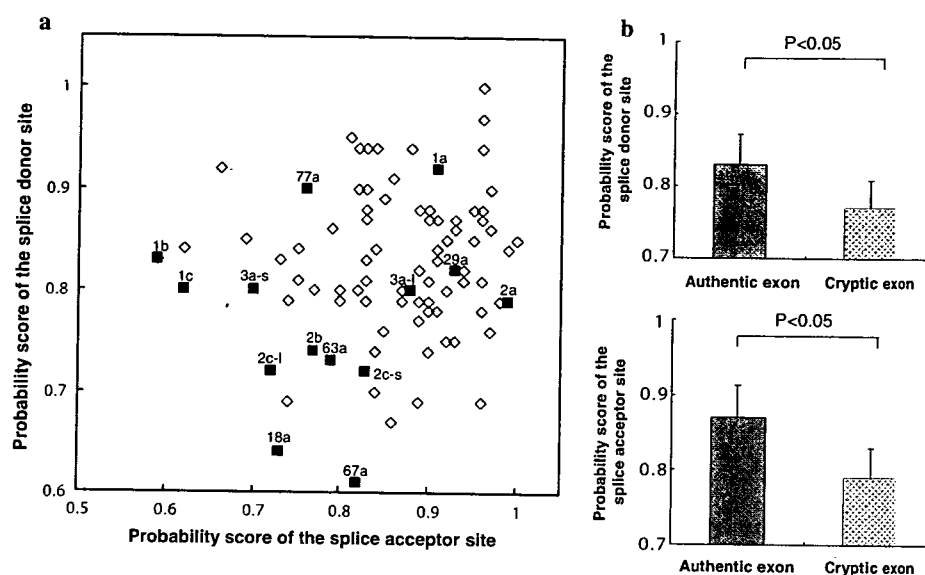 a
Probability score of the splice donor site
1
0.9
0.8
0.7
0.6
0.5
0.6
0.7
0.8
0.9
1
Probability score of the splice acceptor site
1a
77a
1b
1c
3a-s
3a-l
29a
2a
2b
63a
2c-l
2c-s
18a
67a
b
P<0.05
Probability score of the
splice donor site
1
0.9
0.8
0.7
Authentic exon
Cryptic exon
P<0.05
Probability score of the
splice acceptor site
1
0.9
0.8
0.7
Authentic exon
Cryptic exon